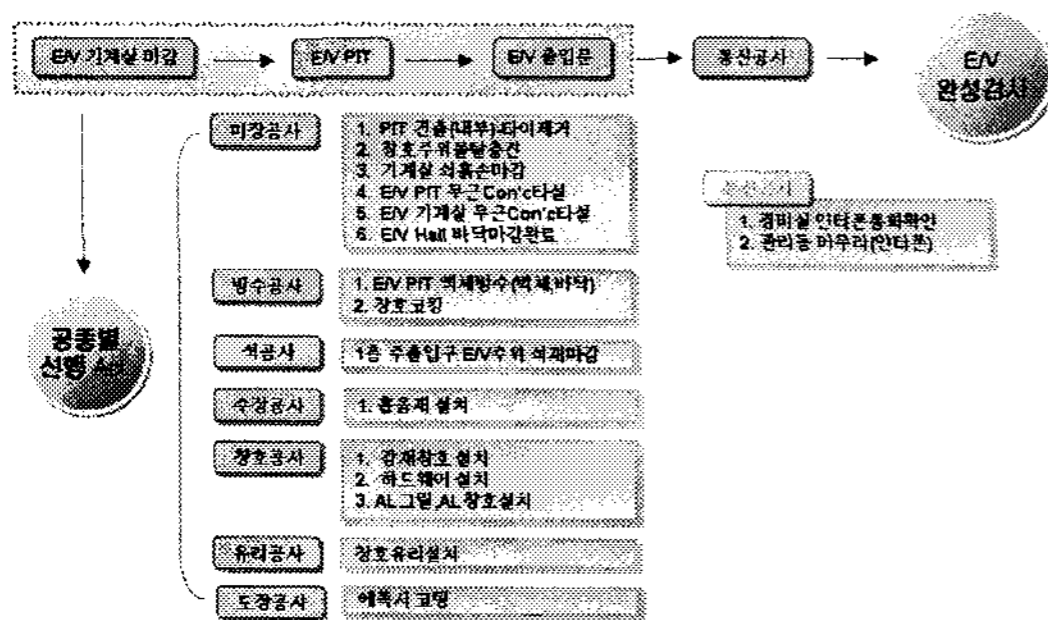 E/V 기계실 마감
E/V PIT
E/V 출입문
통신공사
E/V
완성검사
미장공사
1. PIT 견출(내부)타이제거
2. 창호주위몰탈충진
3. 기계실 쇠흙손마감
4. E/V PIT 무근Con'c타설
5. E/V 기계실 무근Con'c타설
6. E/V Hall 바닥마감완료
통신공사
1. 경비실 인터폰통화확인
2. 관리동 마무리(인터폰)
방수공사
1. E/V PIT 액체방수(벽체,바닥)
2. 창호코킹
공종별
선행 Act
석공사
1층 주출입구 E/V주위 석재마감
수장공사
1. 흡음재 설치
창호공사
1. 강재창호 설치
2. 하드웨어 설치
3. AL그릴,AL창호설치
유리공사
창호유리설치
도장공사
에폭시 코팅